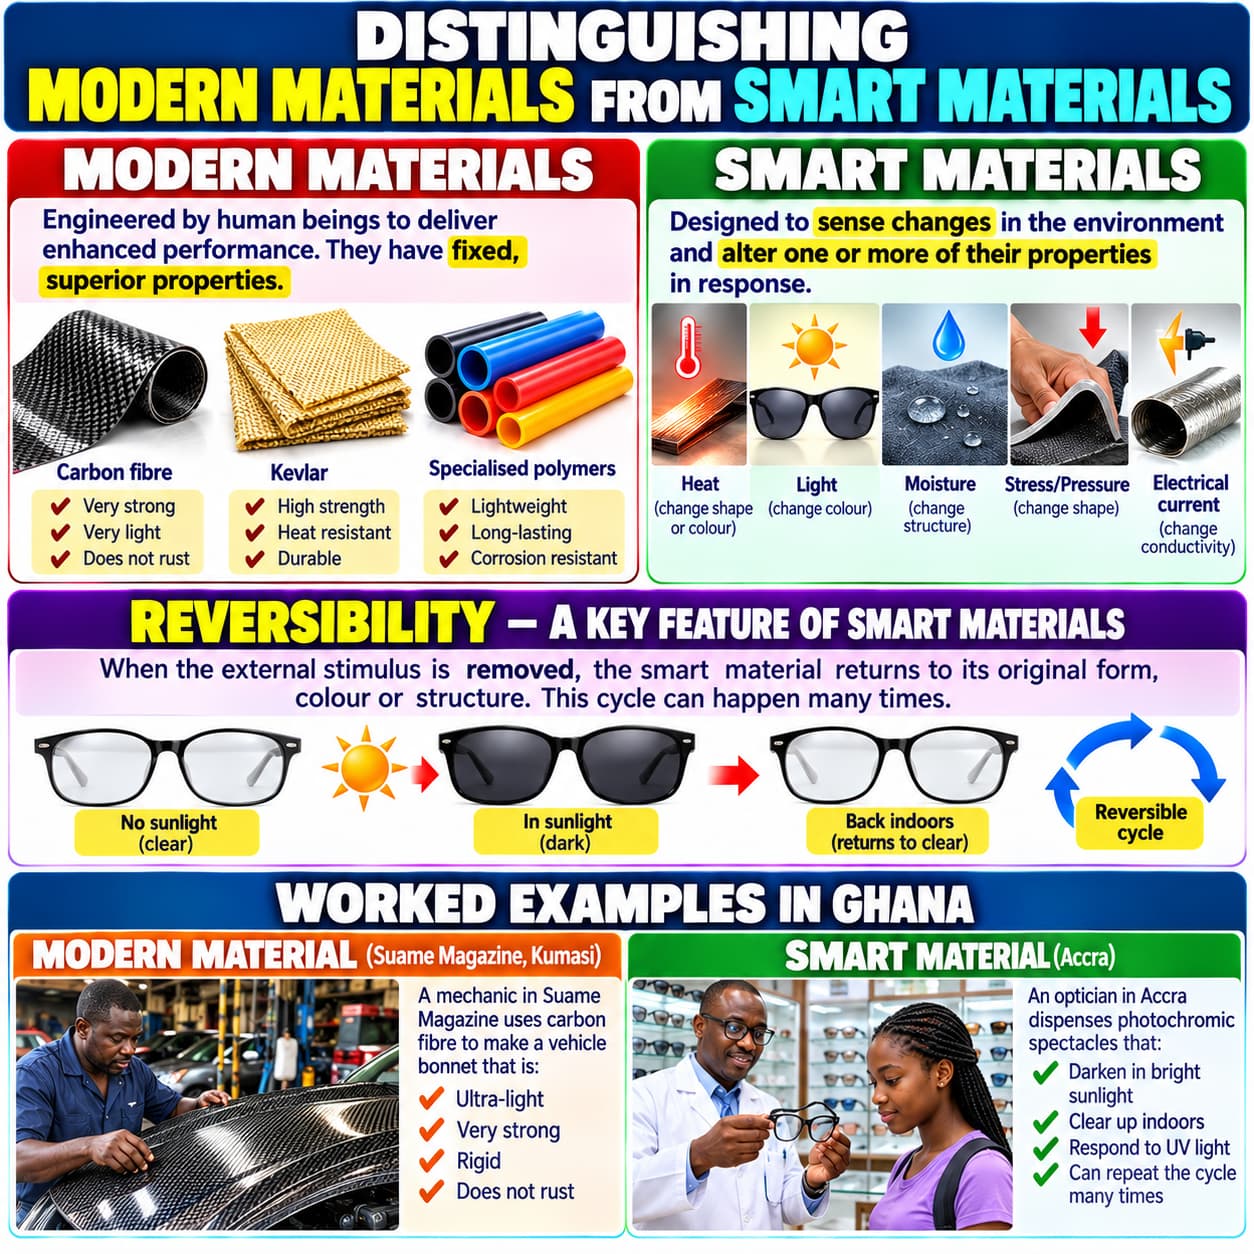 DISTINGUISHING
MODERN MATERIALS FROM SMART MATERIALS
MODERN MATERIALS
Engineered by human beings to deliver
enhanced performance. They have fixed,
superior properties.
Carbon fibre
Very strong
Very light
Does not rust
Kevlar
High strength
Heat resistant
Durable
Specialised polymers
Lightweight
Long-lasting
Corrosion resistant
SMART MATERIALS
Designed to sense changes in the environment
and alter one or more of their properties
in response.
Heat
(change shape
or colour)
Light
(change colour)
Moisture
(change
structure)
Stress/Pressure
(change shape)
Electrical
current
(change
conductivity)
REVERSIBILITY – A KEY FEATURE OF SMART MATERIALS
When the external stimulus is removed, the smart material returns to its original form,
colour or structure. This cycle can happen many times.
No sunlight
(clear)
In sunlight
(dark)
Back indoors
(returns to clear)
Reversible
cycle
WORKED EXAMPLES IN GHANA
MODERN MATERIAL (Suame Magazine, Kumasi)
A mechanic in Suame
Magazine uses carbon
fibre to make a vehicle
bonnet that is:
Ultra-light
Very strong
Rigid
Does not rust
SMART MATERIAL (Accra)
An optician in Accra
dispenses photochromic
spectacles that:
Darken in bright
sunlight
Clear up indoors
Respond to UV light
Can repeat the cycle
many times